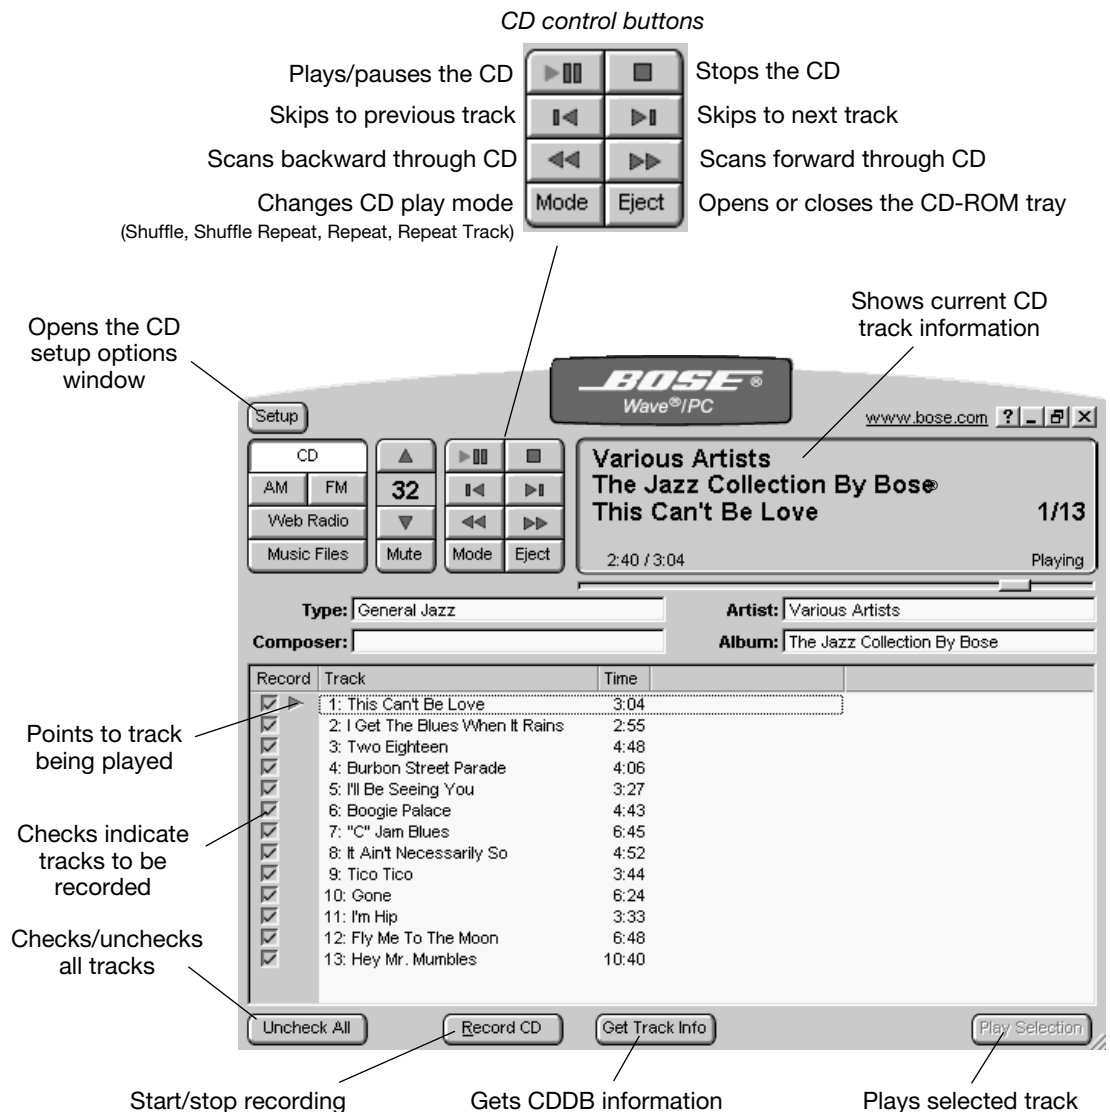 CD control buttons
Plays/pauses the CD
Stops the CD
Skips to previous track
Skips to next track
Scans backward through CD
Scans forward through CD
Changes CD play mode
(Shuffle, Shuffle Repeat, Repeat, Repeat Track)
Mode
Eject
Opens or closes the CD-ROM tray
Shows current CD
track information
Opens the CD
setup options
window
BOSE®
Wave®/PC
Setup
www.bose.com ?
CD
AM FM
Web Radio
Music Files
32
Mute
Mode Eject
Various Artists
The Jazz Collection By Bose®
This Can't Be Love 1/13
2:40 / 3:04 Playing
Type: General Jazz
Artist: Various Artists
Composer:
Album: The Jazz Collection By Bose
Record Track Time
1: This Can't Be Love 3:04
2: I Get The Blues When It Rains 2:55
3: Two Eighteen 4:48
4: Burbon Street Parade 4:06
5: I'll Be Seeing You 3:27
6: Boogie Palace 4:43
7: "C" Jam Blues 6:45
8: It Ain't Necessarily So 4:52
9: Tico Tico 3:44
10: Gone 6:24
11: I'm Hip 3:33
12: Fly Me To The Moon 6:48
13: Hey Mr. Mumbles 10:40
Points to track
being played
Checks indicate
tracks to be
recorded
Checks/unchecks
all tracks
Uncheck All
Record CD
Get Track Info
Play Selection
Start/stop recording
Gets CDDB information
Plays selected track